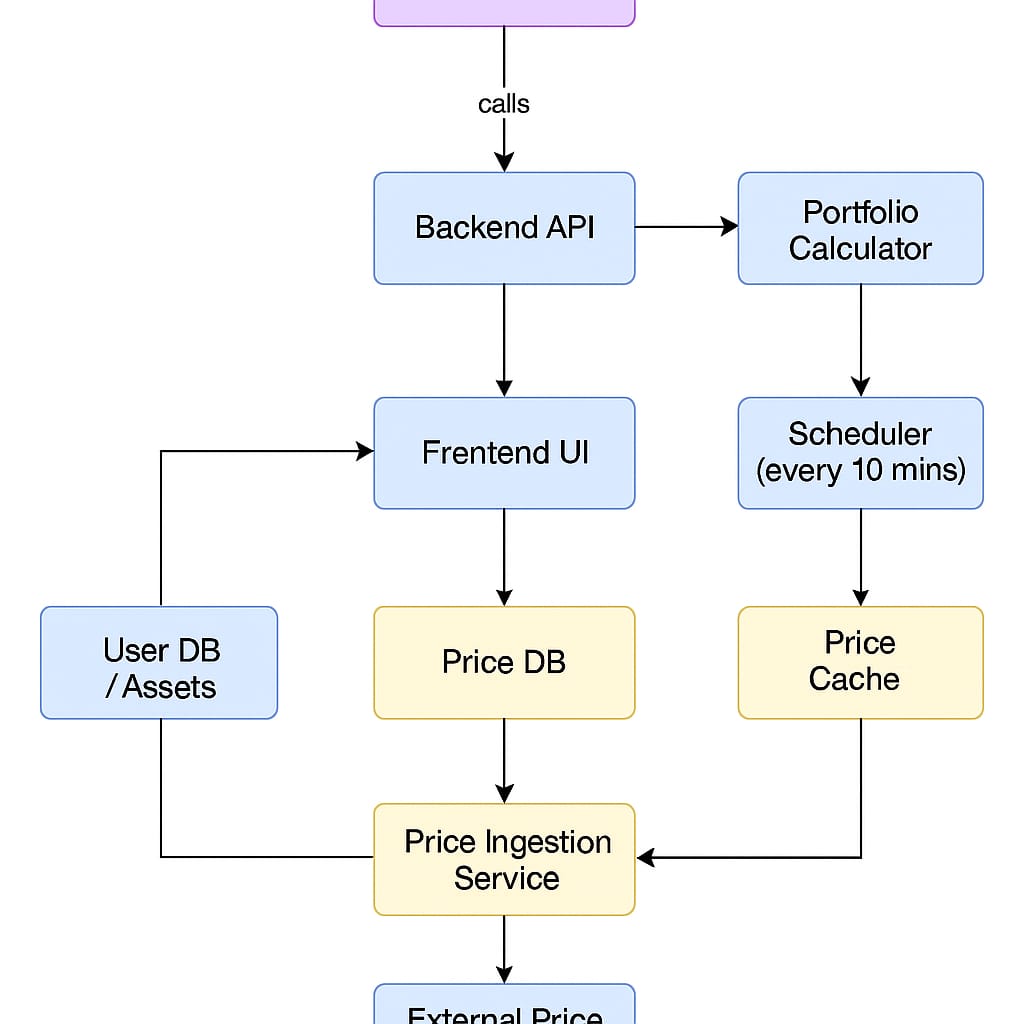 calls
Backend API
Portfolio
Calculator
Frentend UI
Scheduler
(every 10 mins)
User DB
/ Assets
Price DB
Price
Cache
Price Ingestion
Service
External Price